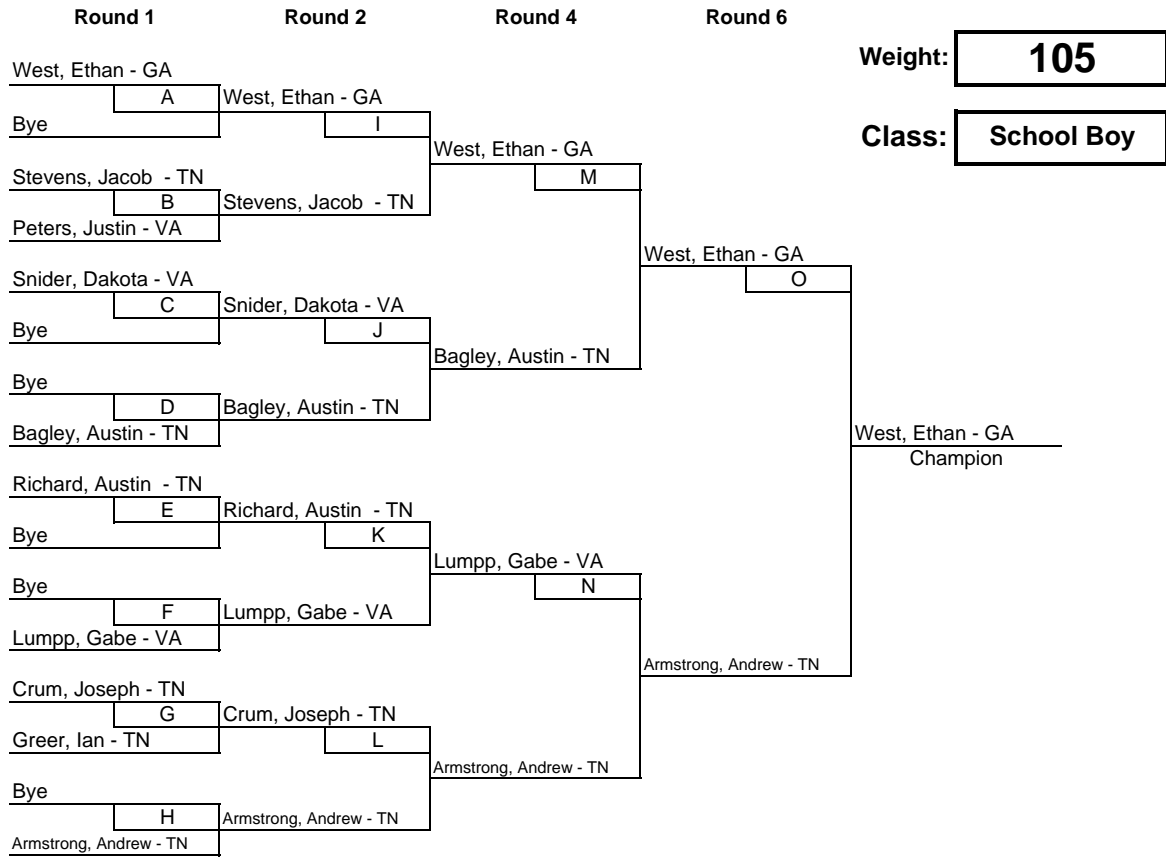 Round 1 Round 2 Round 4 Round 6
Weight: 105
West, Ethan - GA
A West, Ethan - GA
Bye I
Class: School Boy
West, Ethan - GA
Stevens, Jacob - TN M
B Stevens, Jacob - TN
Peters, Justin - VA
West, Ethan - GA
Snider, Dakota - VA O
C Snider, Dakota - VA
Bye J
Bagley, Austin - TN
Bye
D Bagley, Austin - TN
Bagley, Austin - TN West, Ethan - GA
Champion
Richard, Austin - TN
E Richard, Austin - TN
Bye K
Lumpp, Gabe - VA
Bye N
F Lumpp, Gabe - VA
Lumpp, Gabe - VA
Armstrong, Andrew - TN
Crum, Joseph - TN
G Crum, Joseph - TN
Greer, Ian - TN L
Armstrong, Andrew - TN
Bye
H Armstrong, Andrew - TN
Armstrong, Andrew - TN